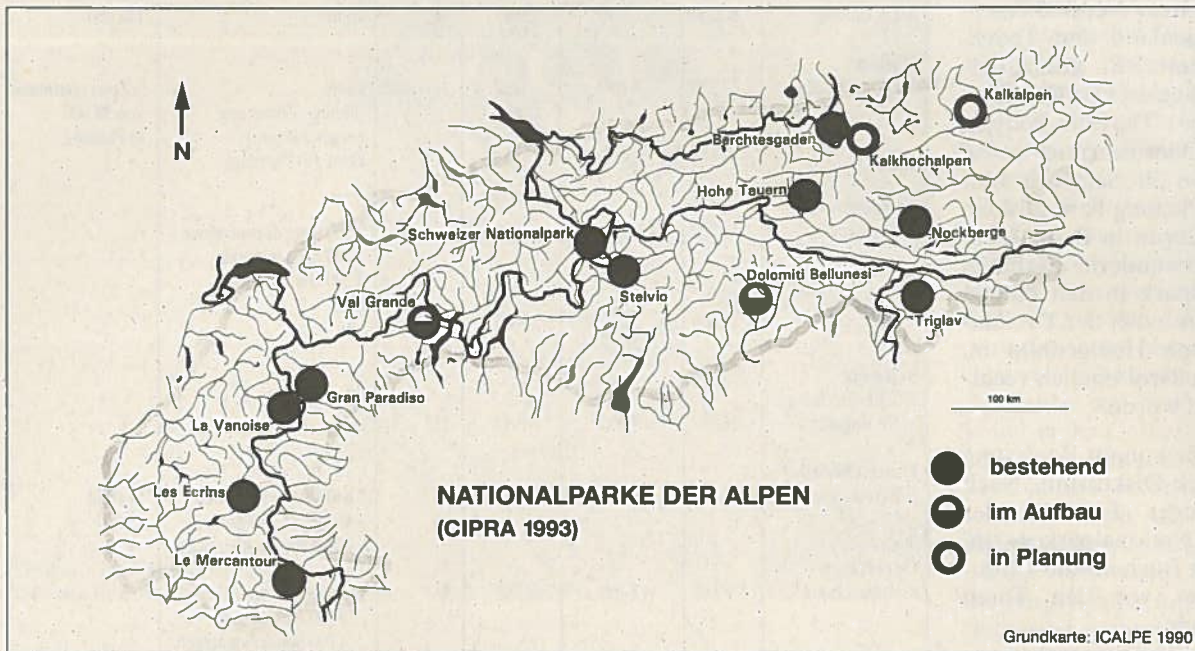 N
Kalkalpen
Berchtesgaden
Kalkhochalpen
Hohe Tauern
Schweizer Nationalpark
Nockberge
Dolomiti Bellunesi
Val Grande
Stelvio
Triglav
Gran Paradiso
100 km
La Vanoise
bestehend
Les Ecrins
NATIONALPARKE DER ALPEN
im Aufbau
(CIPRA 1993)
in Planung
Le Mercantour
Grundkarte: ICALPE 1990